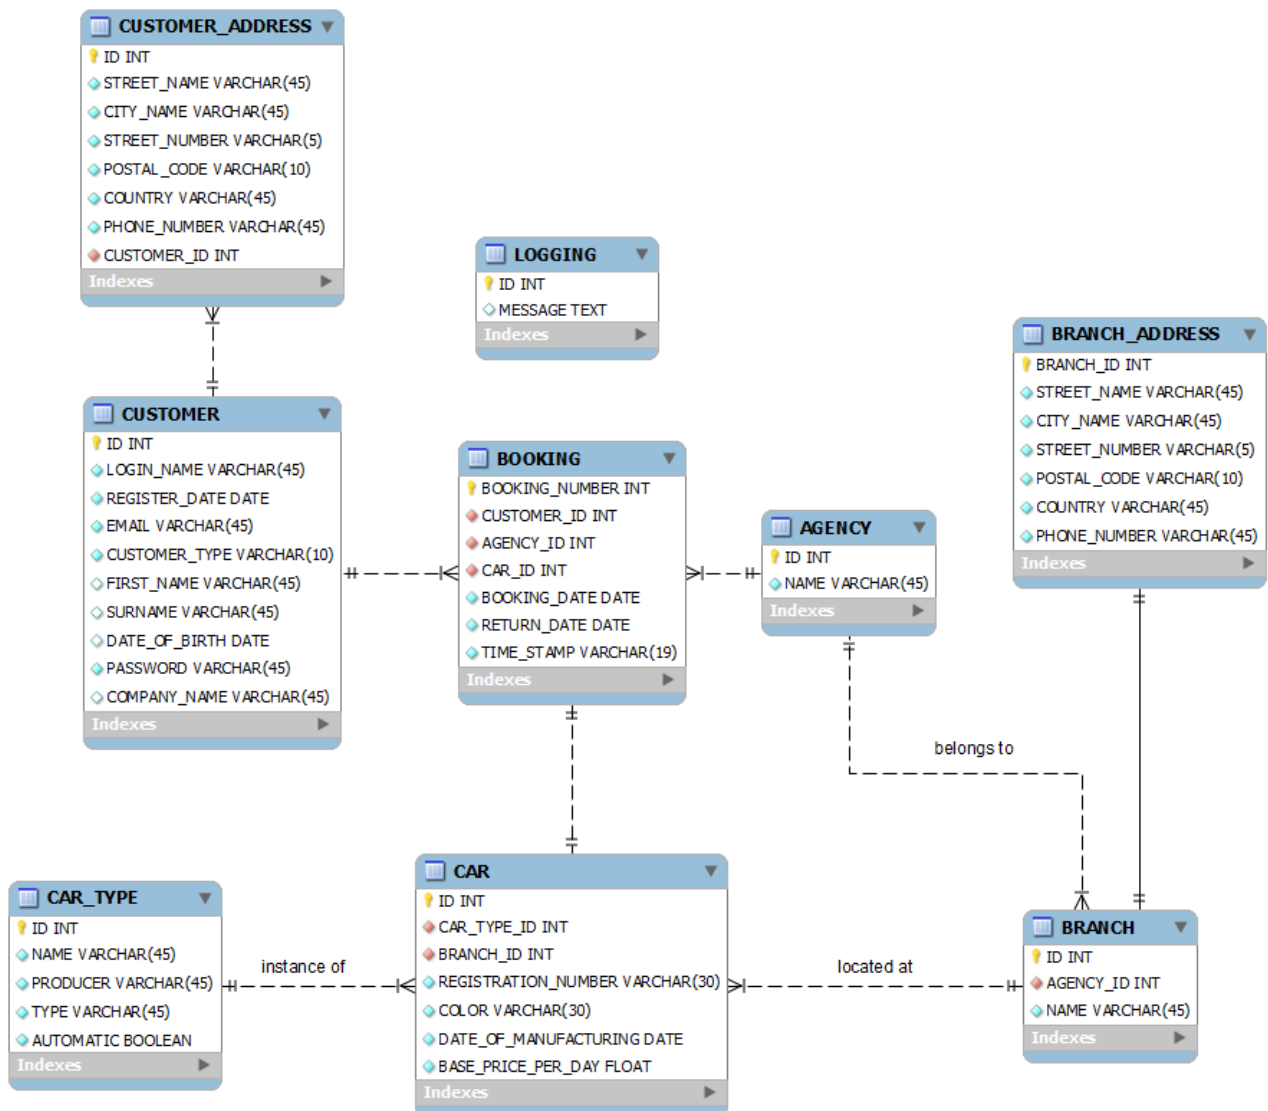 CUSTOMER_ADDRESS
ID INT
STREET_NAME VARCHAR(45)
CITY_NAME VARCHAR(45)
STREET_NUMBER VARCHAR(5)
POSTAL_CODE VARCHAR(10)
COUNTRY VARCHAR(45)
PHONE_NUMBER VARCHAR(45)
CUSTOMER_ID INT
Indexes
LOGGING
ID INT
MESSAGE TEXT
Indexes
BRANCH_ADDRESS
BRANCH_ID INT
STREET_NAME VARCHAR(45)
CITY_NAME VARCHAR(45)
STREET_NUMBER VARCHAR(5)
POSTAL_CODE VARCHAR(10)
COUNTRY VARCHAR(45)
PHONE_NUMBER VARCHAR(45)
Indexes
CUSTOMER
ID INT
LOGIN_NAME VARCHAR(45)
REGISTER_DATE DATE
EMAIL VARCHAR(45)
CUSTOMER_TYPE VARCHAR(10)
FIRST_NAME VARCHAR(45)
SURNAME VARCHAR(45)
DATE_OF_BIRTH DATE
PASSWORD VARCHAR(45)
COMPANY_NAME VARCHAR(45)
Indexes
BOOKING
BOOKING_NUMBER INT
CUSTOMER_ID INT
AGENCY_ID INT
CAR_ID INT
BOOKING_DATE DATE
RETURN_DATE DATE
TIME_STAMP VARCHAR(19)
Indexes
AGENCY
ID INT
NAME VARCHAR(45)
Indexes
belongs to
CAR_TYPE
ID INT
NAME VARCHAR(45)
PRODUCER VARCHAR(45)
TYPE VARCHAR(45)
AUTOMATIC BOOLEAN
Indexes
instance of
CAR
ID INT
CAR_TYPE_ID INT
BRANCH_ID INT
REGISTRATION_NUMBER VARCHAR(30)
COLOR VARCHAR(30)
DATE_OF_MANUFACTURING DATE
BASE_PRICE_PER_DAY FLOAT
Indexes
located at
BRANCH
ID INT
AGENCY_ID INT
NAME VARCHAR(45)
Indexes